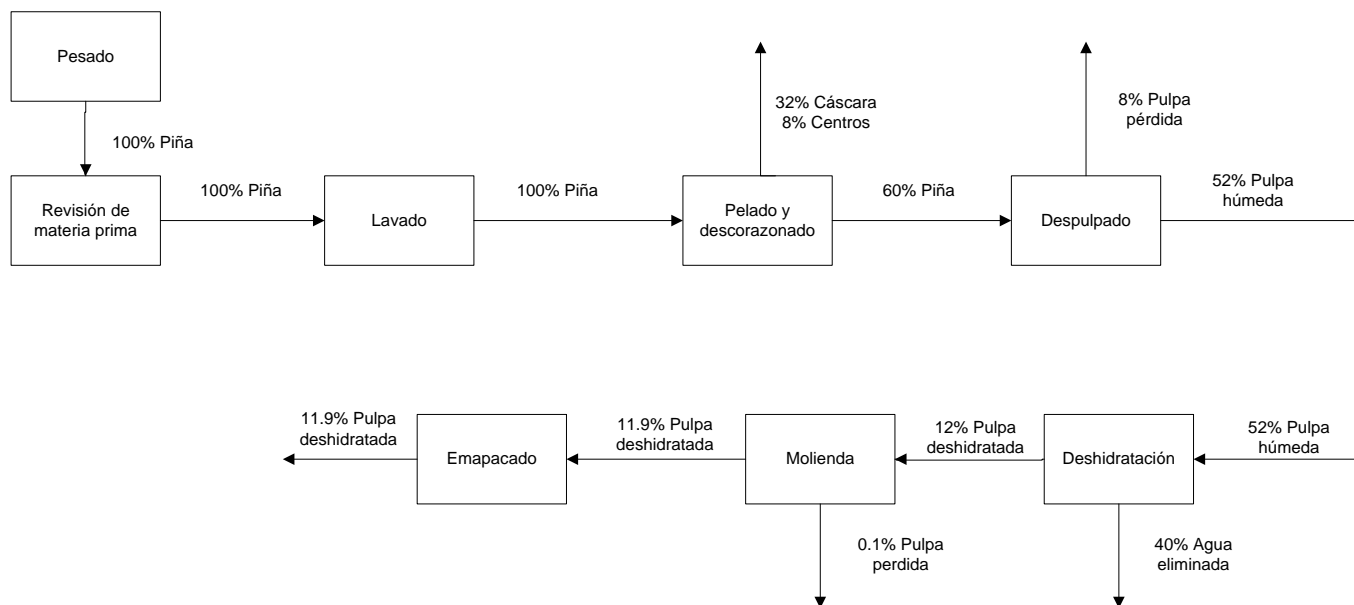 Pesado
100% Piña
Revisión de
materia prima
100% Piña
Lavado
100% Piña
32% Cáscara
8% Centros
Pelado y
descorazonado
60% Piña
8% Pulpa
pérdida
Despulpado
52% Pulpa
húmeda
11.9% Pulpa
deshidratada
Emapacado
11.9% Pulpa
deshidratada
Molienda
0.1% Pulpa
perdida
12% Pulpa
deshidratada
Deshidratación
40% Agua
eliminada
52% Pulpa
húmeda